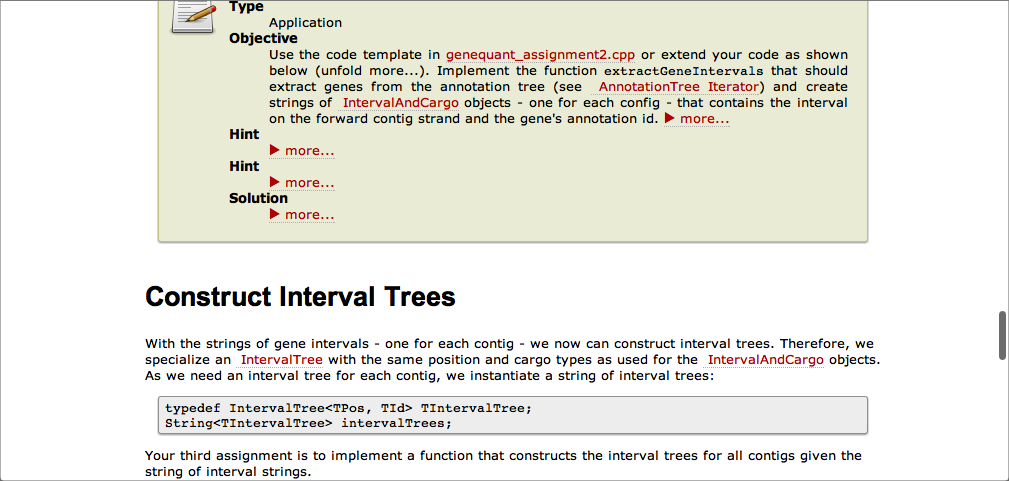 Type
Application
Objective
Use the code template in genequant_assignment2.cpp or extend your code as shown
below (unfold more...). Implement the function extractGeneIntervals that should
extract genes from the annotation tree (see AnnotationTree Iterator) and create
strings of IntervalAndCargo objects - one for each config - that contains the interval
on the forward contig strand and the gene's annotation id. ▶ more...
Hint
▶ more...
Hint
▶ more...
Solution
▶ more...
Construct Interval Trees
With the strings of gene intervals - one for each contig - we now can construct interval trees. Therefore, we
specialize an IntervalTree with the same position and cargo types as used for the IntervalAndCargo objects.
As we need an interval tree for each contig, we instantiate a string of interval trees:
typedef IntervalTree<TPos, TId> TIntervalTree;
String<TIntervalTree> intervalTrees;
Your third assignment is to implement a function that constructs the interval trees for all contigs given the
string of interval strings.